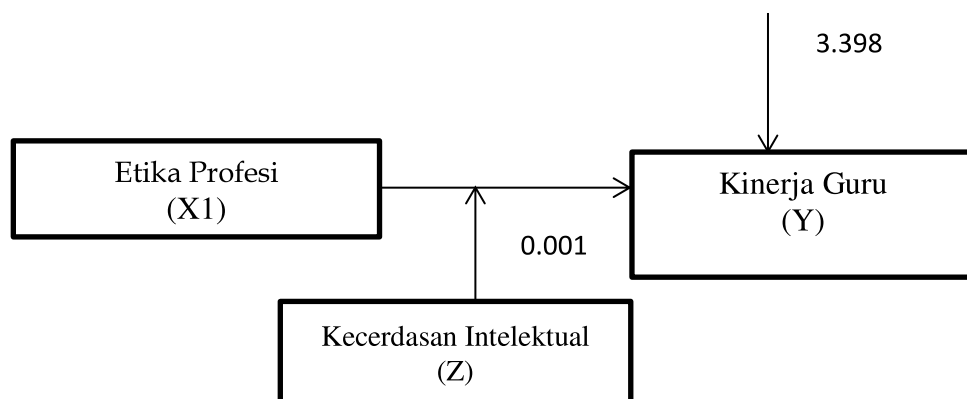 3.398
Etika Profesi
(X1)
Kinerja Guru
(Y)
0.001
Kecerdasan Intelektual
(Z)